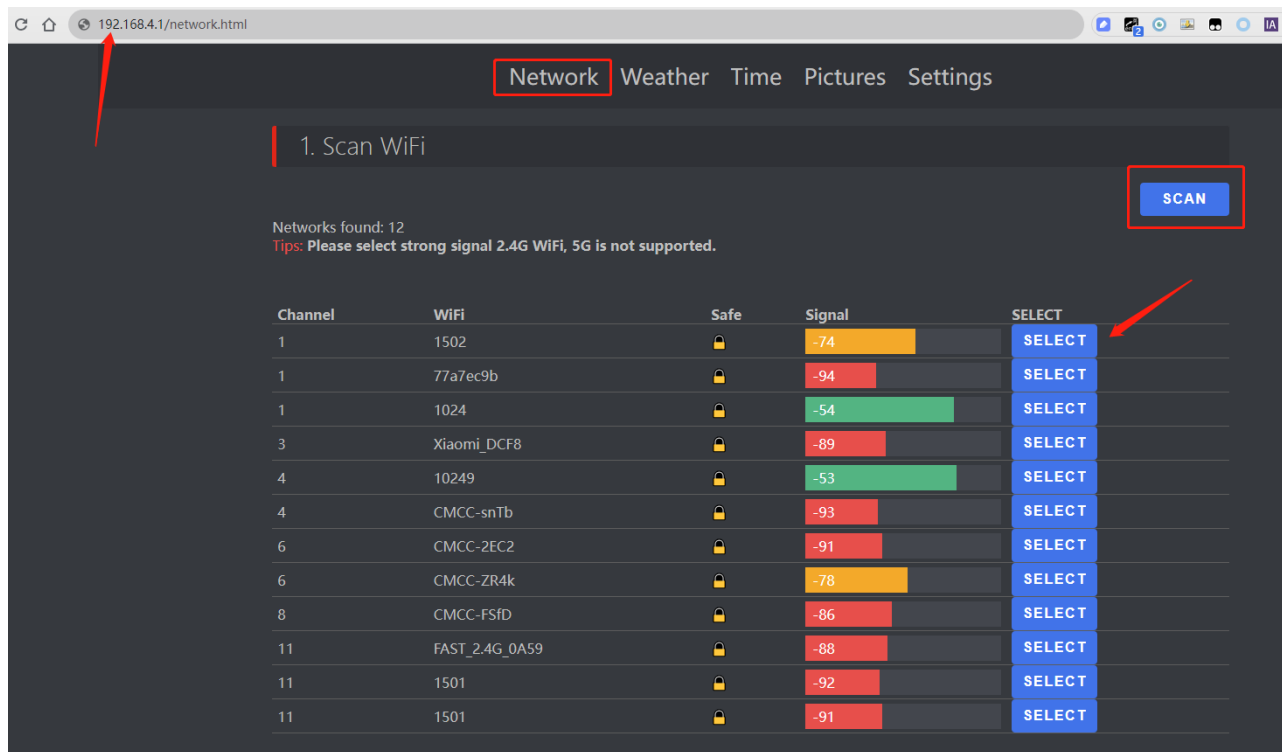 192.168.4.1/network.html
2
IA
Network Weather Time Pictures Settings
1. Scan WiFi
SCAN
Networks found: 12
Tips: Please select strong signal 2.4G WiFi, 5G is not supported.
Channel WiFi Safe Signal SELECT
1 1502 -74 SELECT
1 77a7ec9b -94 SELECT
1 1024 -54 SELECT
3 Xiaomi_DCF8 -89 SELECT
4 10249 -53 SELECT
4 CMCC-snTb -93 SELECT
6 CMCC-2EC2 -91 SELECT
6 CMCC-ZR4k -78 SELECT
8 CMCC-FSfD -86 SELECT
11 FAST_2.4G_0A59 -88 SELECT
11 1501 -92 SELECT
11 1501 -91 SELECT